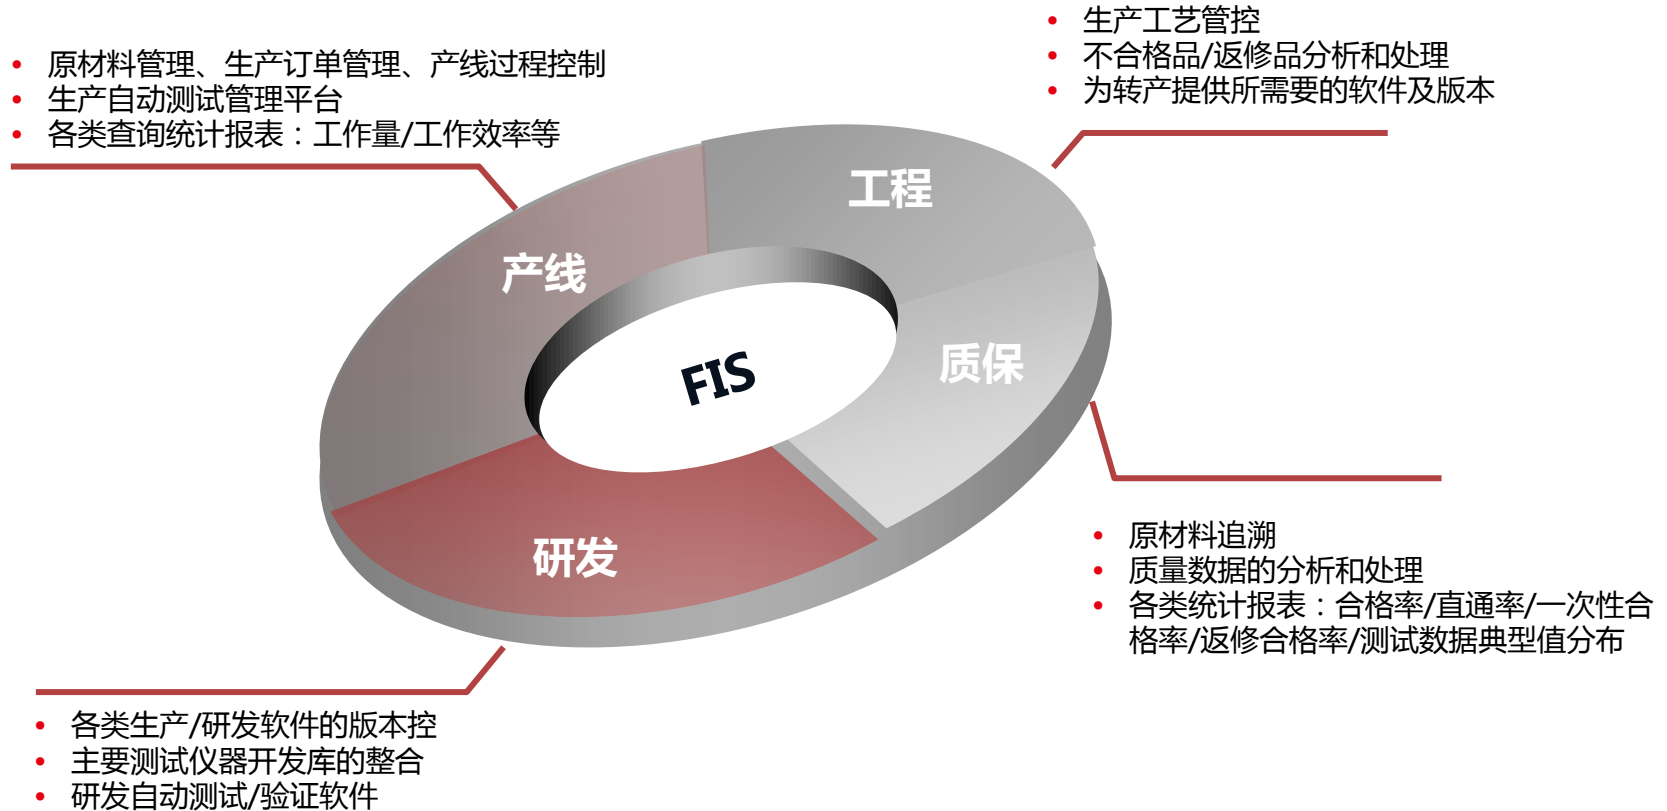 生产工艺管控
不合格品/返修品分析和处理
为转产提供所需要的软件及版本
原材料管理、生产订单管理、产线过程控制
生产自动测试管理平台
各类查询统计报表：工作量/工作效率等
工程
产线
质保
FIS
研发
原材料追溯
质量数据的分析和处理
各类统计报表：合格率/直通率/一次性合
格率/返修合格率/测试数据典型值分布
各类生产/研发软件的版本控
主要测试仪器开发库的整合
研发自动测试/验证软件